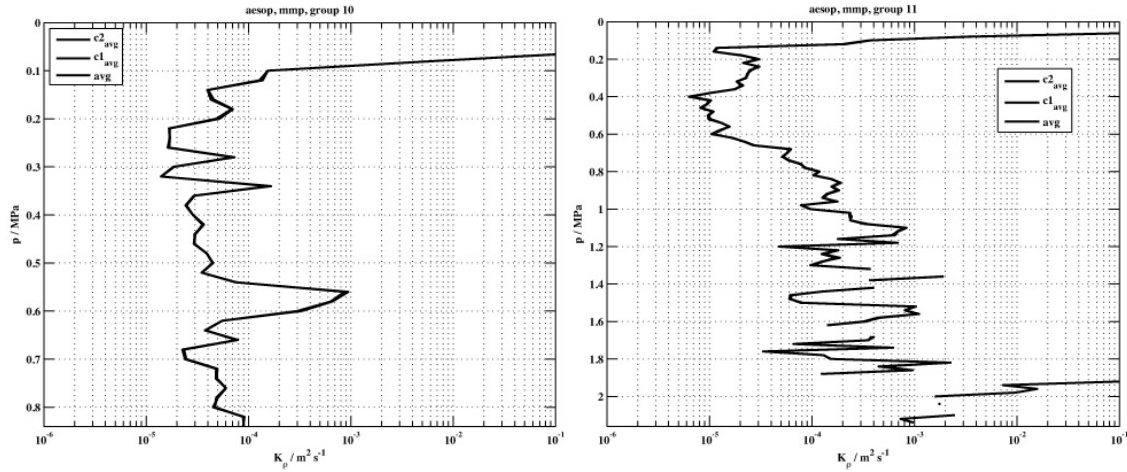 aesop, mmp, group 10
c2avg
c1avg
avg
p / MPa
0
0.1
0.2
0.3
0.4
0.5
0.6
0.7
0.8
10^-6
10^-5
10^-4
10^-3
10^-2
10^-1
Kρ / m² s⁻¹
aesop, mmp, group 11
c2avg
c1avg
avg
p / MPa
0
0.2
0.4
0.6
0.8
1
1.2
1.4
1.6
1.8
2
10^-6
10^-5
10^-4
10^-3
10^-2
10^-1
Kρ / m² s⁻¹